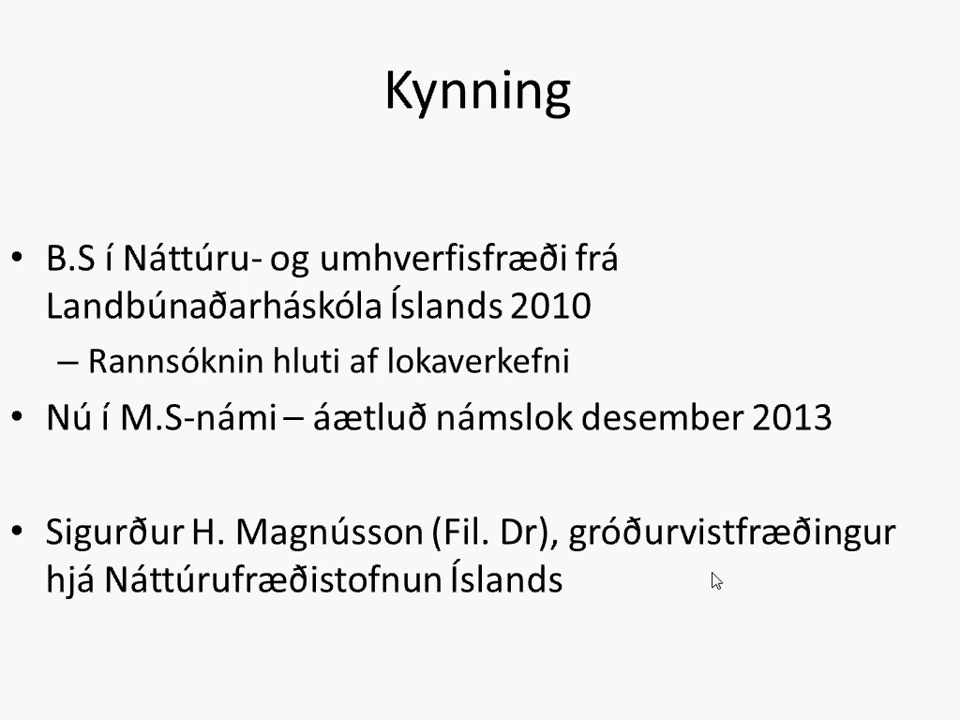 Kynning
• B.S í Náttúru- og umhverfisfræði frá
Landbúnaðarháskóla Íslands 2010
– Rannsóknin hluti af lokaverkefni
• Nú í M.S-námi – áætluð námslok desember 2013
• Sigurður H. Magnússon (Fil. Dr), gróðurvistfræðingur
hjá Náttúrufræðistofnun Íslands